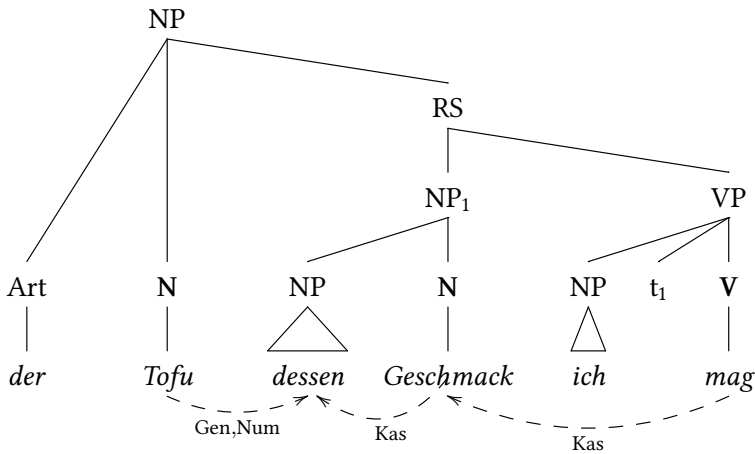 NP
RS
NP₁ VP
Art N NP N NP t₁ V
der Tofu dessen Geschmack ich mag
Gen,Num Kas Kas